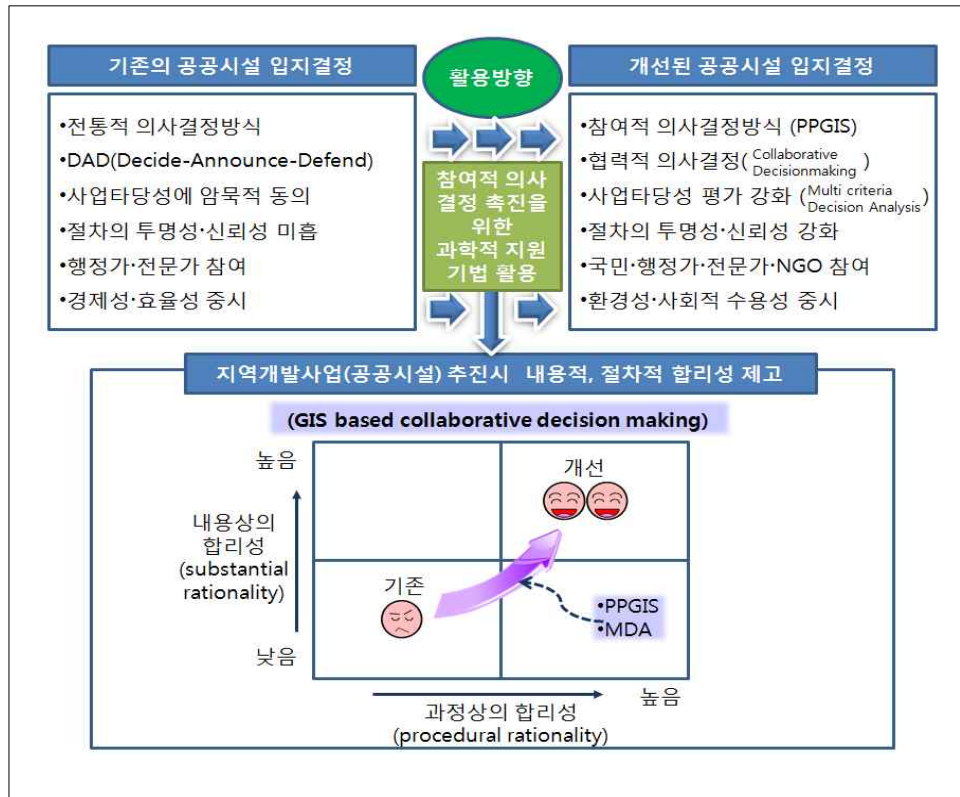 기존의 공공시설 입지결정
•전통적 의사결정방식
•DAD(Decide-Announce-Defend)
•사업타당성에 암묵적 동의
•절차의 투명성·신뢰성 미흡
•행정가·전문가 참여
•경제성·효율성 중시
활용방향
참여적 의사
결정 촉진을
위한
과학적 지원
기법 활용
개선된 공공시설 입지결정
•참여적 의사결정방식 (PPGIS)
•협력적 의사결정( Collaborative Decisionmaking )
•사업타당성 평가 강화 (Multi criteria Decision Analysis)
•절차의 투명성·신뢰성 강화
•국민·행정가·전문가·NGO 참여
•환경성·사회적 수용성 중시
지역개발사업(공공시설) 추진시 내용적, 절차적 합리성 제고
(GIS based collaborative decision making)
높음
내용상의
합리성
(substantial
rationality)
낮음
개선
기존
•PPGIS
•MDA
높음
과정상의 합리성
(procedural rationality)